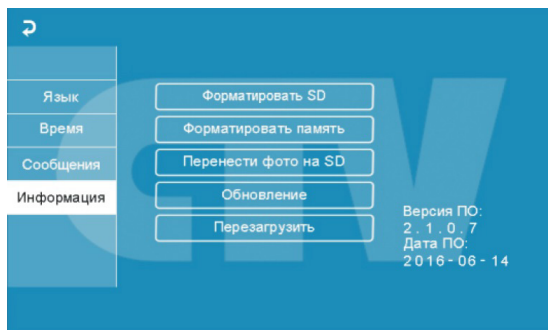 Язык
Время
Сообщения
Информация
Форматировать SD
Форматировать память
Перенести фото на SD
Обновление
Перезагрузить
Версия ПО:
2.1.0.7
Дата ПО:
2016-06-14